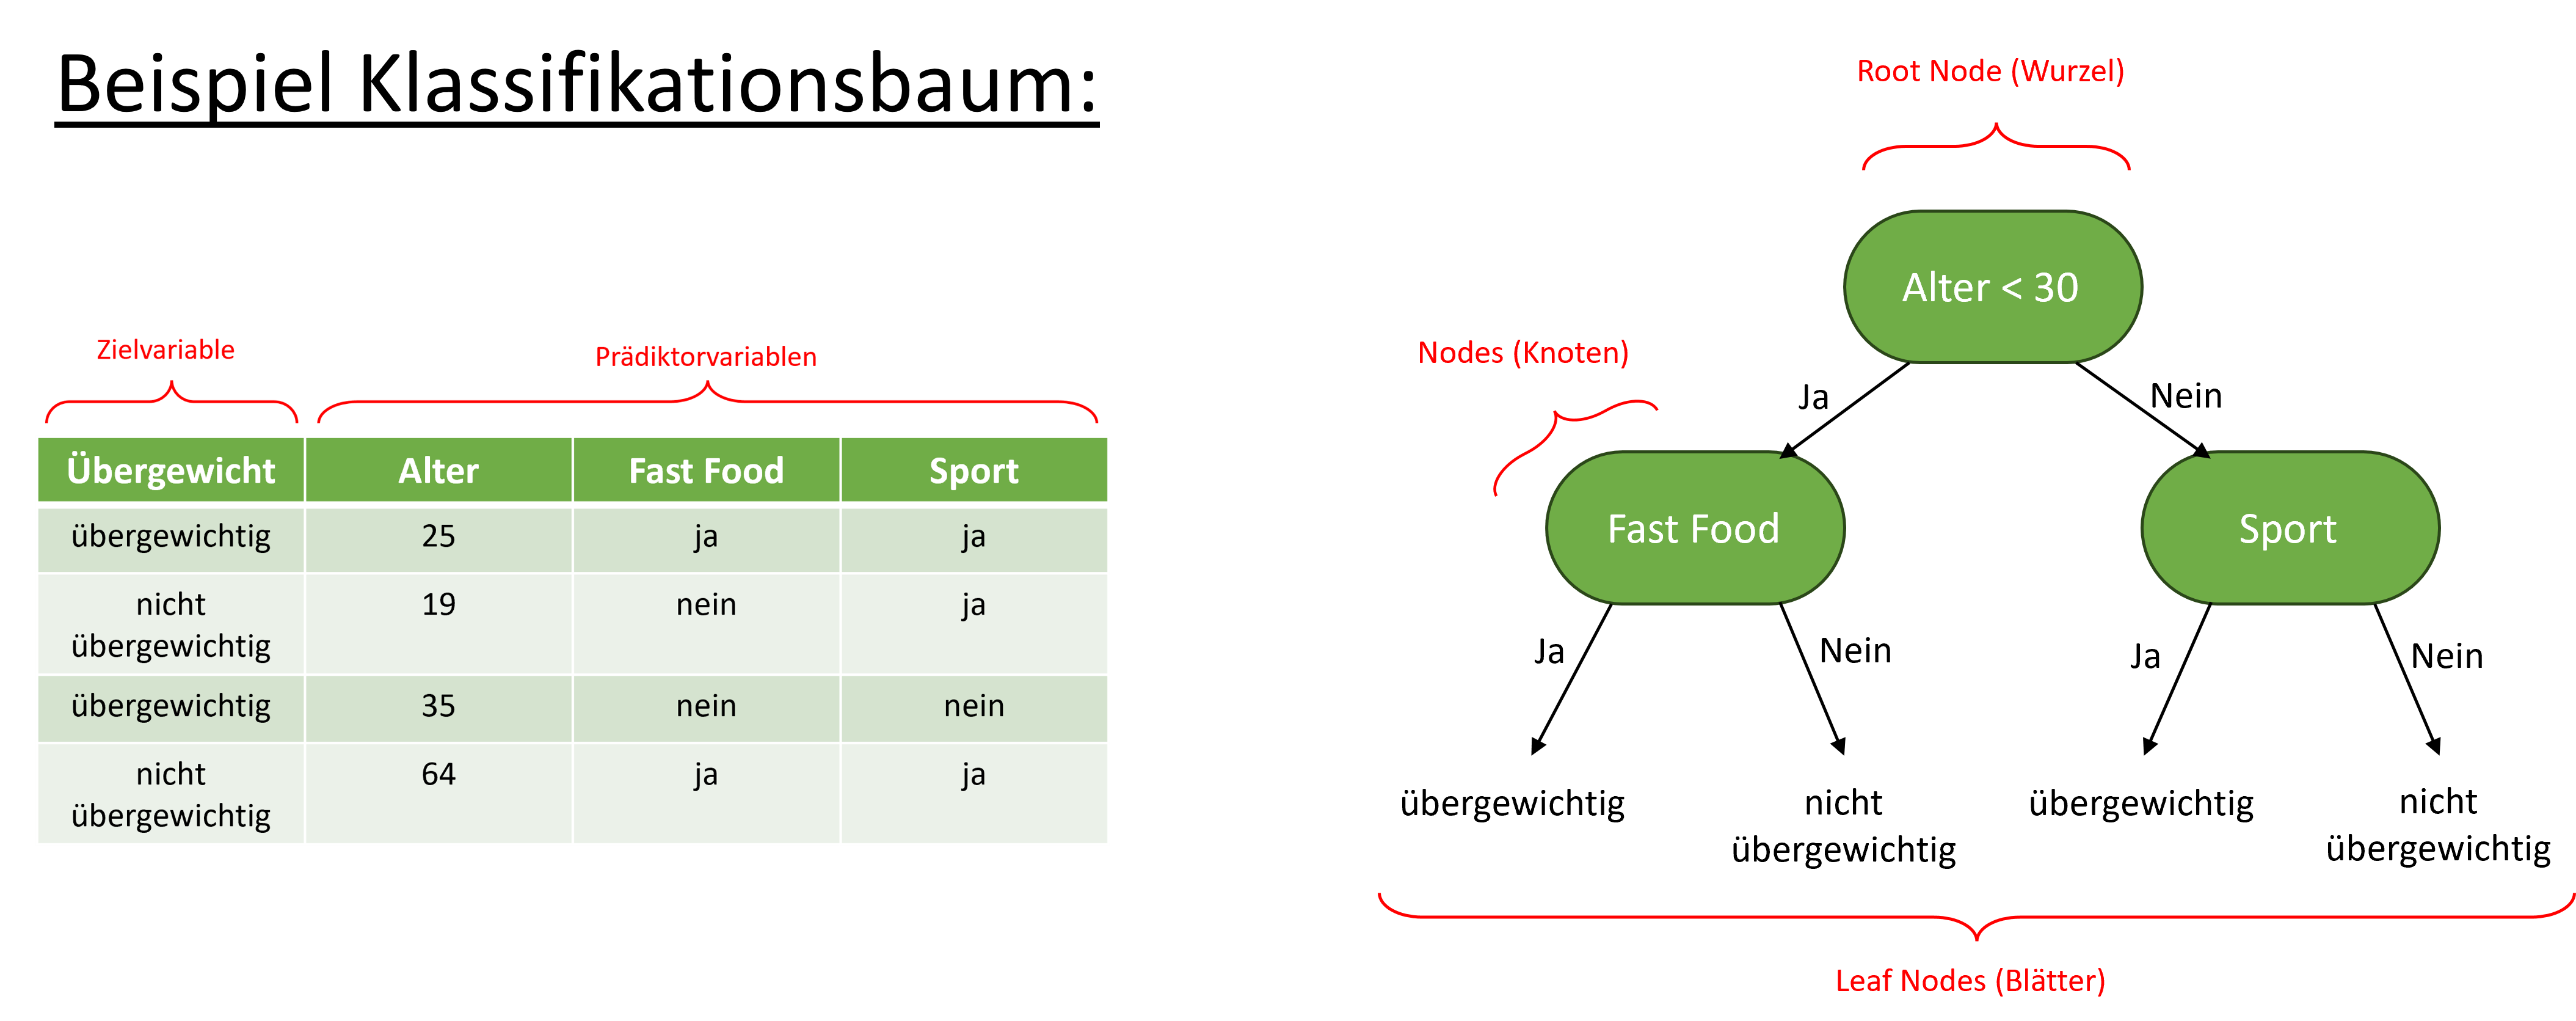 Beispiel Klassifikationsbaum:
Zielvariable
Prädiktorvariablen
Übergewicht Alter Fast Food Sport
übergewichtig 25 ja ja
nicht 19 nein ja
übergewichtig
übergewichtig 35 nein nein
nicht 64 ja ja
übergewichtig
Root Node (Wurzel)
Alter < 30
Nodes (Knoten)
Ja
Nein
Fast Food
Sport
Ja
Nein
Ja
Nein
übergewichtig
nicht
übergewichtig
übergewichtig
nicht
übergewichtig
Leaf Nodes (Blätter)